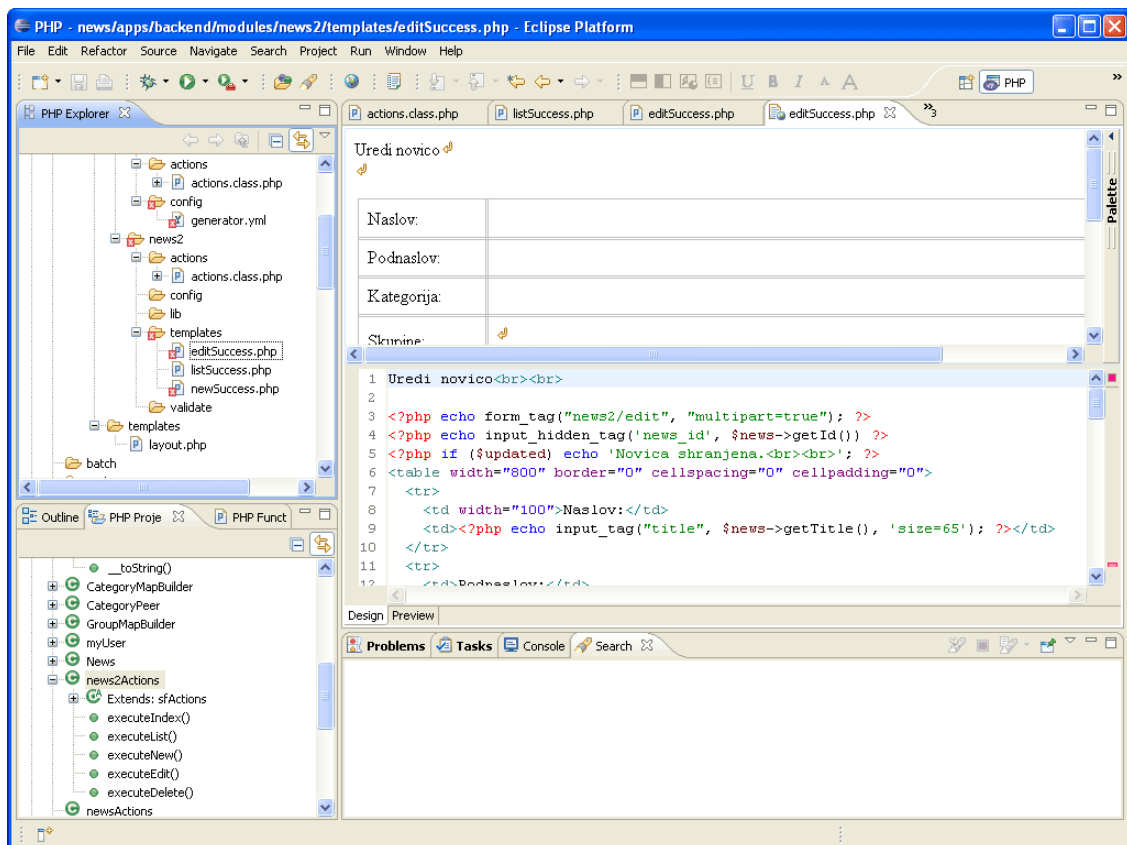 PHP - news/apps/backend/modules/news2/templates/editSuccess.php - Eclipse Platform
File Edit Refactor Source Navigate Search Project Run Window Help
U B I A A
PHP
PHP Explorer
actions
actions.class.php
config
generator.yml
news2
actions
actions.class.php
config
lib
templates
editSuccess.php
listSuccess.php
newSuccess.php
validate
templates
layout.php
batch
Outline PHP Proje PHP Funct
__toString()
CategoryMapBuilder
CategoryPeer
GroupMapBuilder
myUser
News
news2Actions
Extends: sfActions
executeIndex()
executeList()
executeNew()
executeEdit()
executeDelete()
newsActions
actions.class.php listSuccess.php editSuccess.php editSuccess.php 3
Uredi novico
Naslov:
Podnaslov:
Kategorija:
Skupine:
Palette
1 Uredi novico<br><br>
2
3 <?php echo form_tag("news2/edit", "multipart=true"); ?>
4 <?php echo input_hidden_tag('news_id', $news->getId()) ?>
5 <?php if ($updated) echo 'Novica shranjena.<br><br>'; ?>
6 <table width="800" border="0" cellspacing="0" cellpadding="0">
7 <tr>
8 <td width="100">Naslov:</td>
9 <td><?php echo input_tag("title", $news->getTitle(), 'size=65'); ?></td>
10 </tr>
11 <tr>
12 <td>Podnaslov:</td>
Design Preview
Problems Tasks Console Search